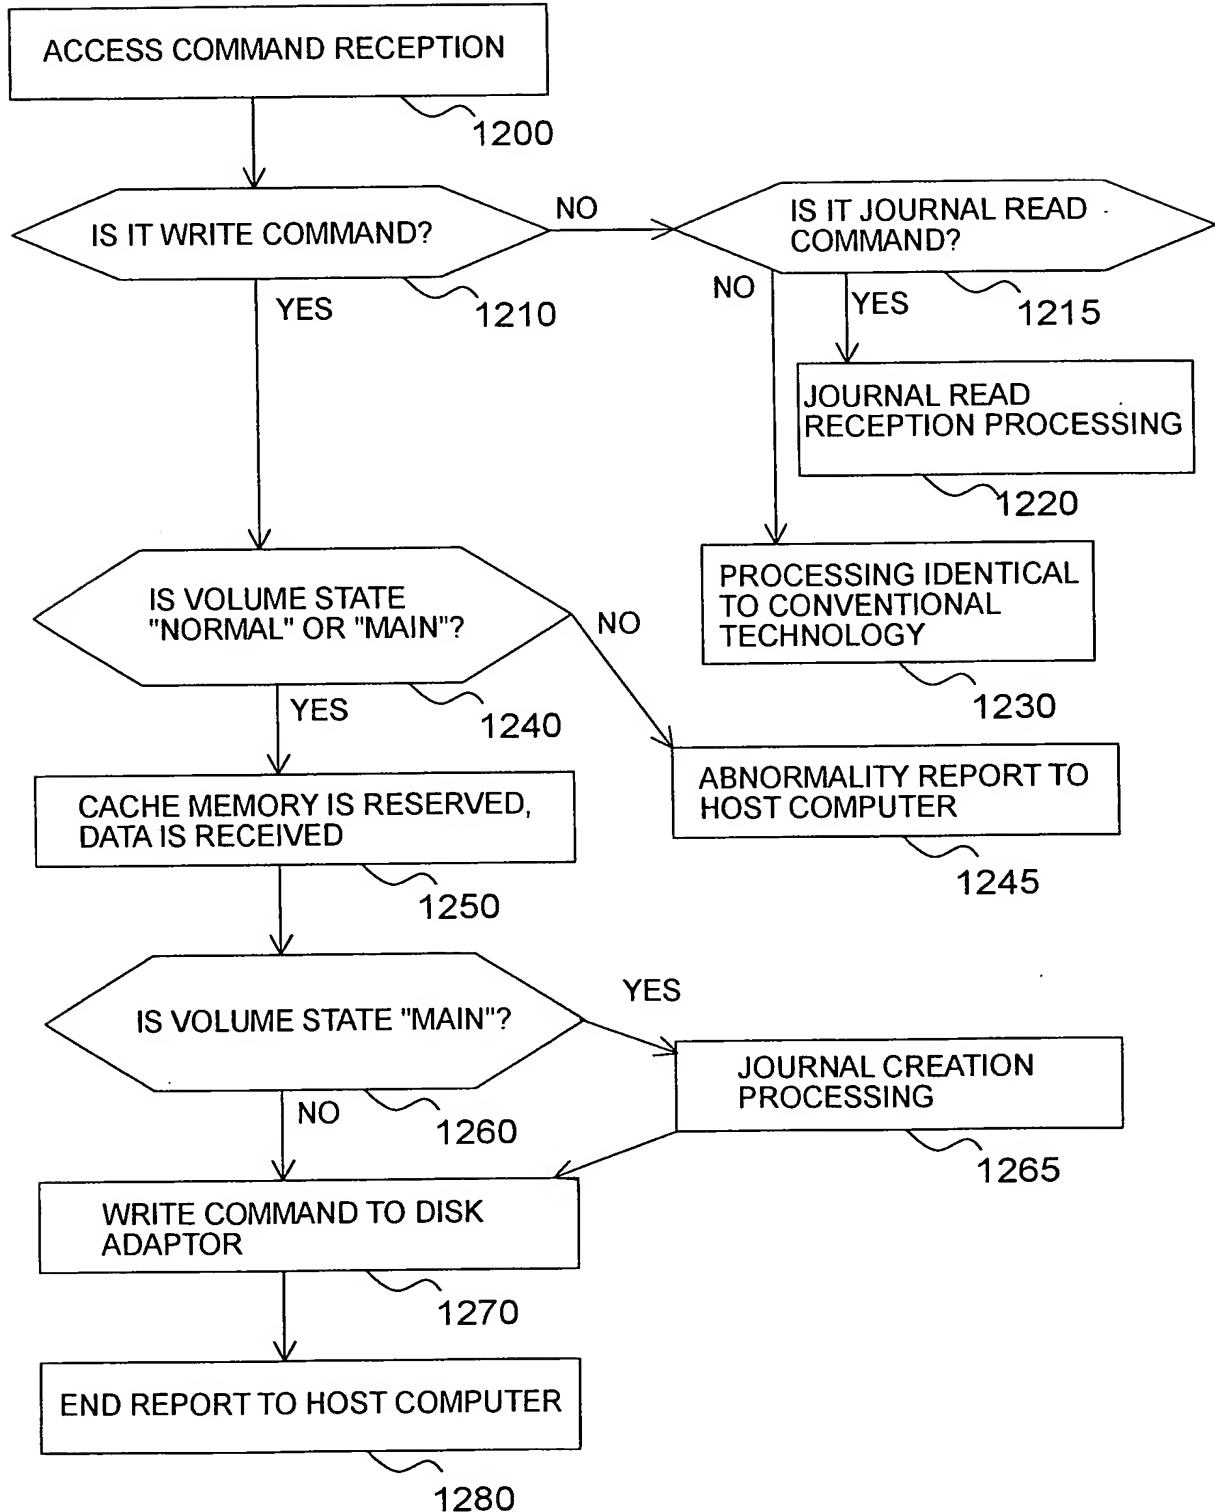 ACCESS COMMAND RECEPTION
1200
IS IT WRITE COMMAND?
NO
IS IT JOURNAL READ
COMMAND?
1210
YES
NO
YES
1215
JOURNAL READ
RECEPTION PROCESSING
1220
PROCESSING IDENTICAL
TO CONVENTIONAL
TECHNOLOGY
1230
IS VOLUME STATE
"NORMAL" OR "MAIN"?
NO
YES
1240
ABNORMALITY REPORT TO
HOST COMPUTER
1245
CACHE MEMORY IS RESERVED,
DATA IS RECEIVED
1250
IS VOLUME STATE "MAIN"?
YES
NO
1260
JOURNAL CREATION
PROCESSING
1265
WRITE COMMAND TO DISK
ADAPTOR
1270
END REPORT TO HOST COMPUTER
1280